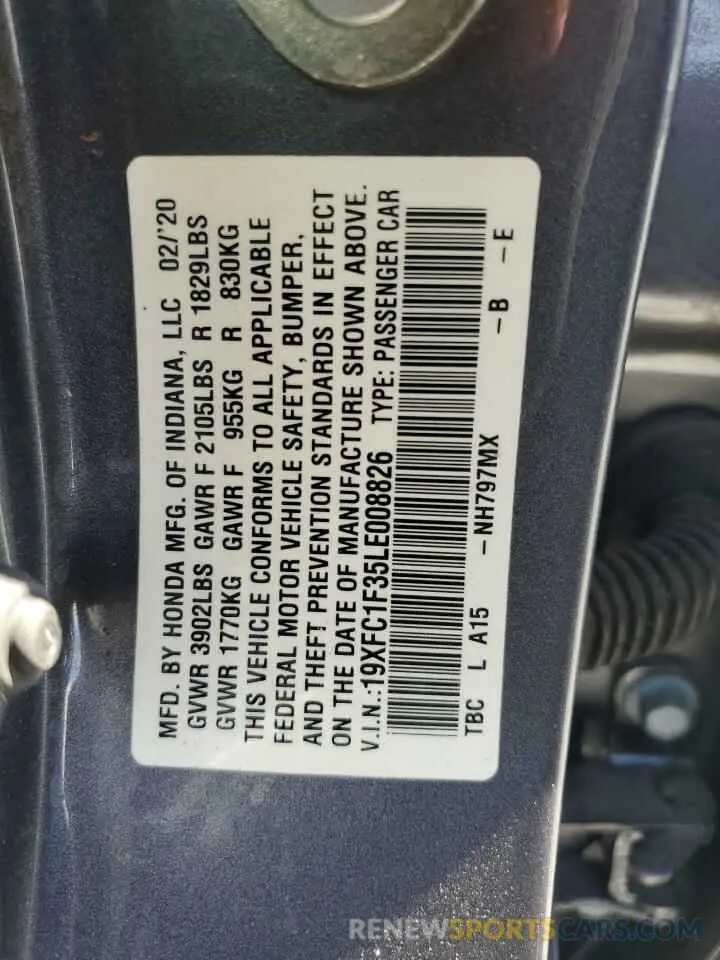 MFD. BY HONDA MFG. OF INDIANA, LLC 02/'20
GVWR 3902LBS GAWR F 2105LBS R 1829LBS
GVWR 1770KG GAWR F 955KG R 830KG
THIS VEHICLE CONFORMS TO ALL APPLICABLE
FEDERAL MOTOR VEHICLE SAFETY, BUMPER,
AND THEFT PREVENTION STANDARDS IN EFFECT
ON THE DATE OF MANUFACTURE SHOWN ABOVE.
V.I.N.:19XFC1F35LE008826 TYPE: PASSENGER CAR
TBC L A15 -NH797MX -B -E
RENEWSPORTSCARS.COM